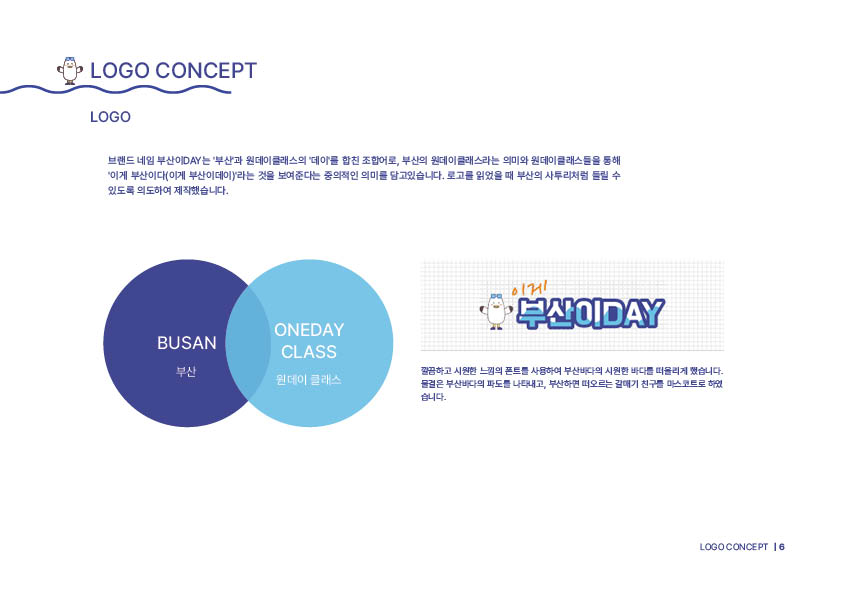 LOGO CONCEPT
LOGO
브랜드 네임 부산이DAY는 '부산'과 원데이클래스의 '데이'를 합친 조합어로, 부산의 원데이클래스라는 의미와 원데이클래스들을 통해
'이게 부산이다(이게 부산이데이)'라는 것을 보여준다는 중의적인 의미를 담고있습니다. 로고를 읽었을 때 부산의 사투리처럼 들릴 수
있도록 의도하여 제작했습니다.
BUSAN
부산
ONEDAY
CLASS
원데이 클래스
이게!
부산이DAY
깔끔하고 시원한 느낌의 폰트를 사용하여 부산바다의 시원한 바다를 떠올리게 했습니다.
물결은 부산바다의 파도를 나타내고, 부산하면 떠오르는 갈매기 친구를 마스코트로 하였
습니다.
LOGO CONCEPT | 6